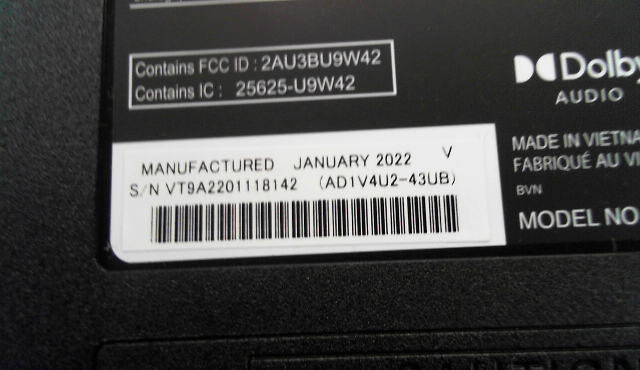 Contains FCC ID : 2AU3BU9W42
Contains IC : 25625-U9W42
Dolby
AUDIO
MANUFACTURED JANUARY 2022 V
S/N VT9A2201118142 (AD1V4U2-43UB)
MADE IN VIETNA
FABRIQUÉ AU VI
BVN
MODEL NO